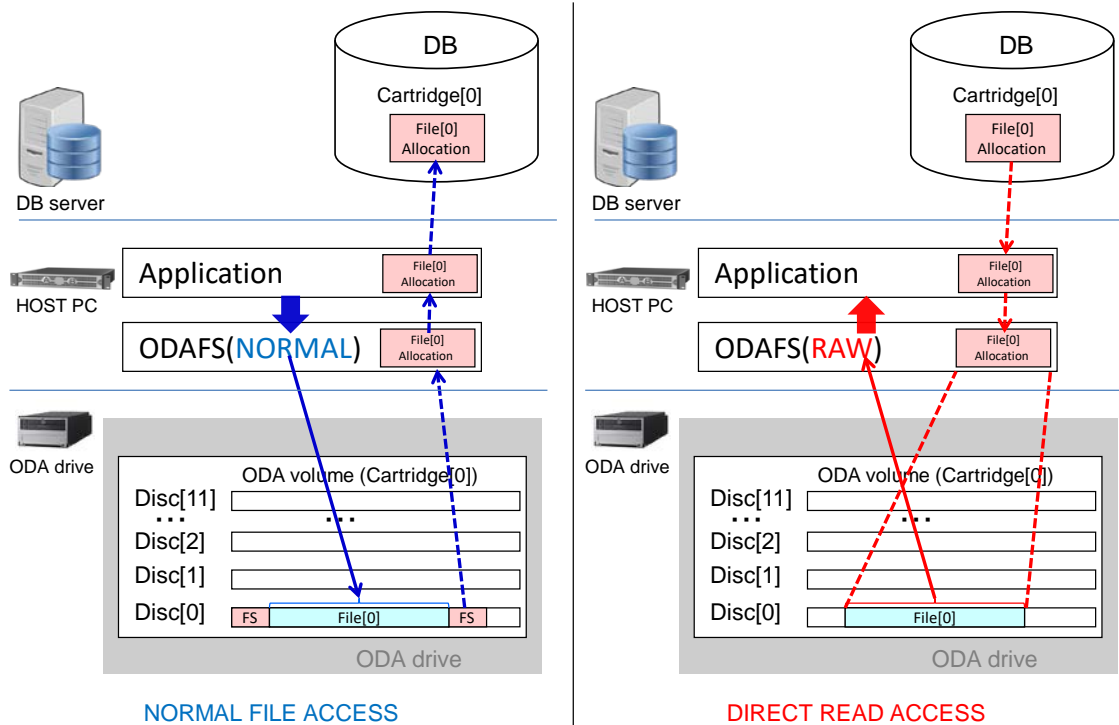 DB
Cartridge[0]
File[0]
Allocation
DB server
Application
File[0]
Allocation
HOST PC
ODAFS(NORMAL)
File[0]
Allocation
ODA drive
ODA volume (Cartridge[0])
Disc[11]
... ...
Disc[2]
Disc[1]
Disc[0]
FS File[0] FS
ODA drive
NORMAL FILE ACCESS
DB
Cartridge[0]
File[0]
Allocation
DB server
Application
File[0]
Allocation
HOST PC
ODAFS(RAW)
File[0]
Allocation
ODA drive
ODA volume (Cartridge[0])
Disc[11]
... ...
Disc[2]
Disc[1]
Disc[0]
File[0]
ODA drive
DIRECT READ ACCESS